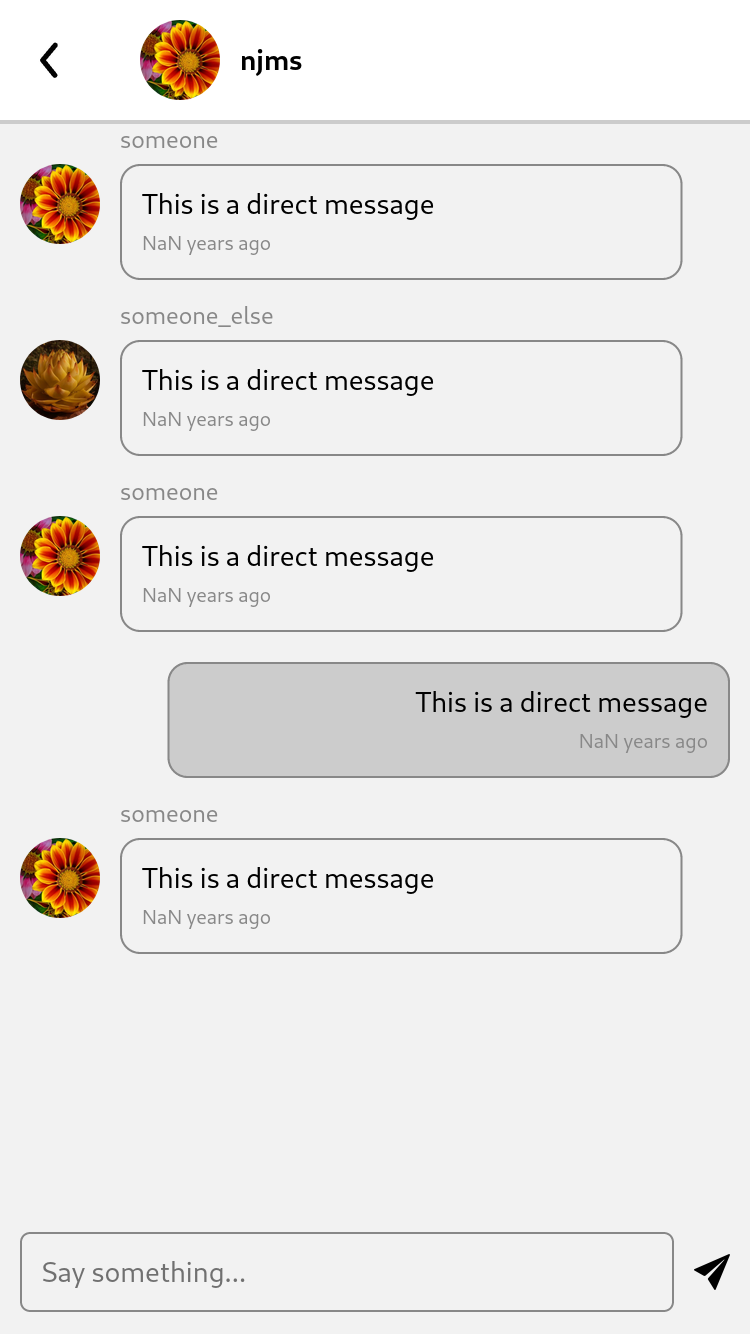 njms
someone
This is a direct message
NaN years ago
someone_else
This is a direct message
NaN years ago
someone
This is a direct message
NaN years ago
This is a direct message
NaN years ago
someone
This is a direct message
NaN years ago
Say something...